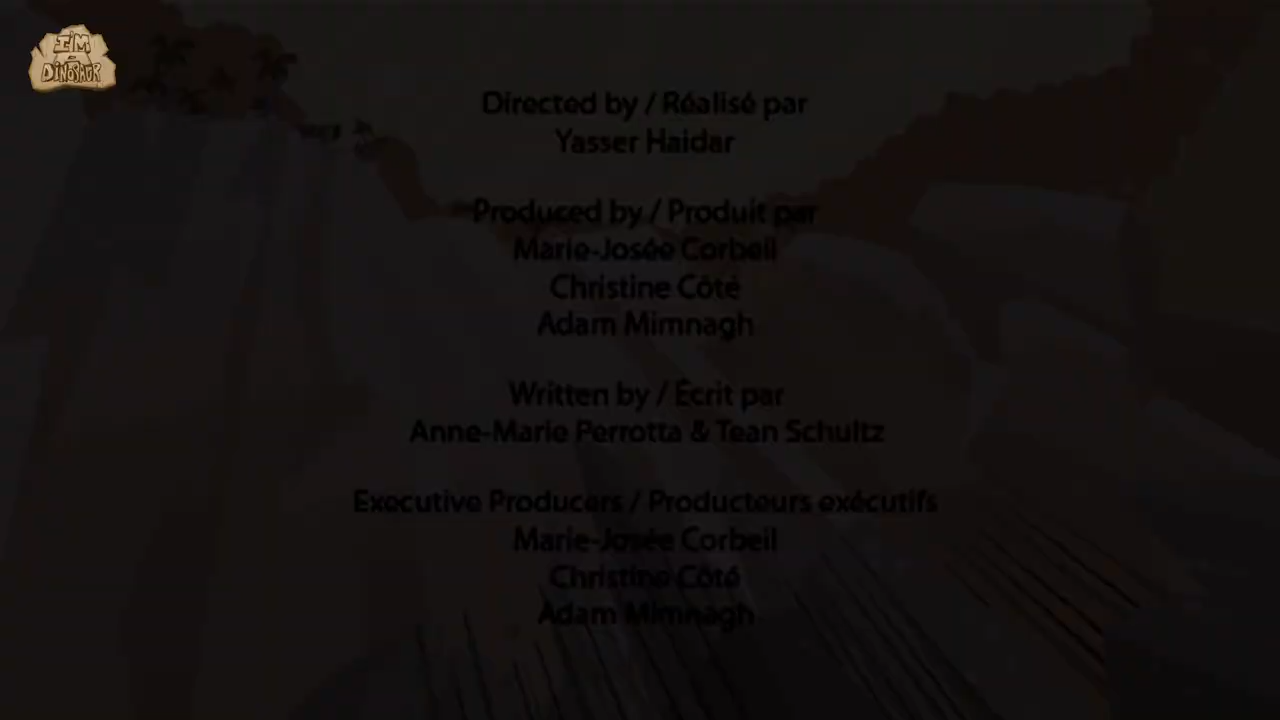 I'M
A
DINOSAUR
Directed by / Réalisé par
Yasser Haidar
Produced by / Produit par
Marie-Josée Corbeil
Christine Côté
Adam Mimnagh
Written by / Écrit par
Anne-Marie Perrotta & Tean Schultz
Executive Producers / Producteurs exécutifs
Marie-Josée Corbeil
Christine Côté
Adam Mimnagh